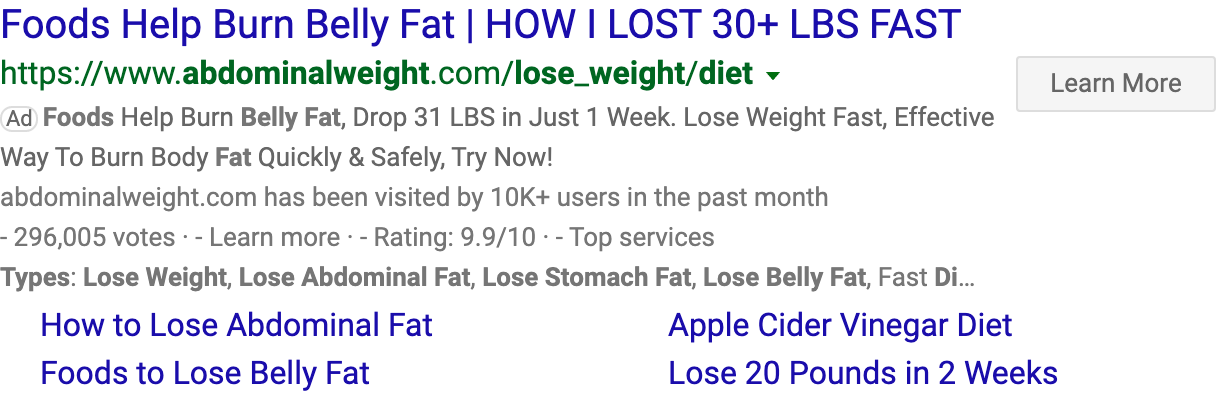 Foods Help Burn Belly Fat | HOW I LOST 30+ LBS FAST
https://www.abdominalweight.com/lose_weight/diet
Learn More
Ad Foods Help Burn Belly Fat, Drop 31 LBS in Just 1 Week. Lose Weight Fast, Effective
Way To Burn Body Fat Quickly & Safely, Try Now!
abdominalweight.com has been visited by 10K+ users in the past month
- 296,005 votes · - Learn more · - Rating: 9.9/10 · - Top services
Types: Lose Weight, Lose Abdominal Fat, Lose Stomach Fat, Lose Belly Fat, Fast Di...
How to Lose Abdominal Fat
Apple Cider Vinegar Diet
Foods to Lose Belly Fat
Lose 20 Pounds in 2 Weeks